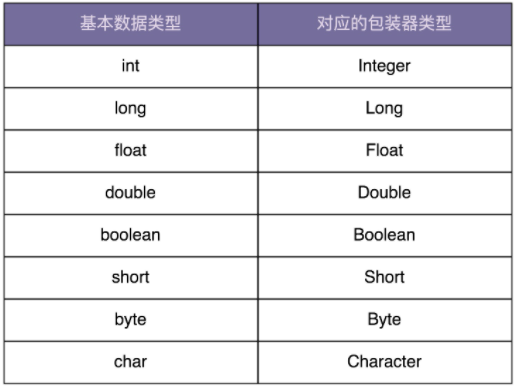 基本数据类型 对应的包装器类型
int Integer
long Long
float Float
double Double
boolean Boolean
short Short
byte Byte
char Character